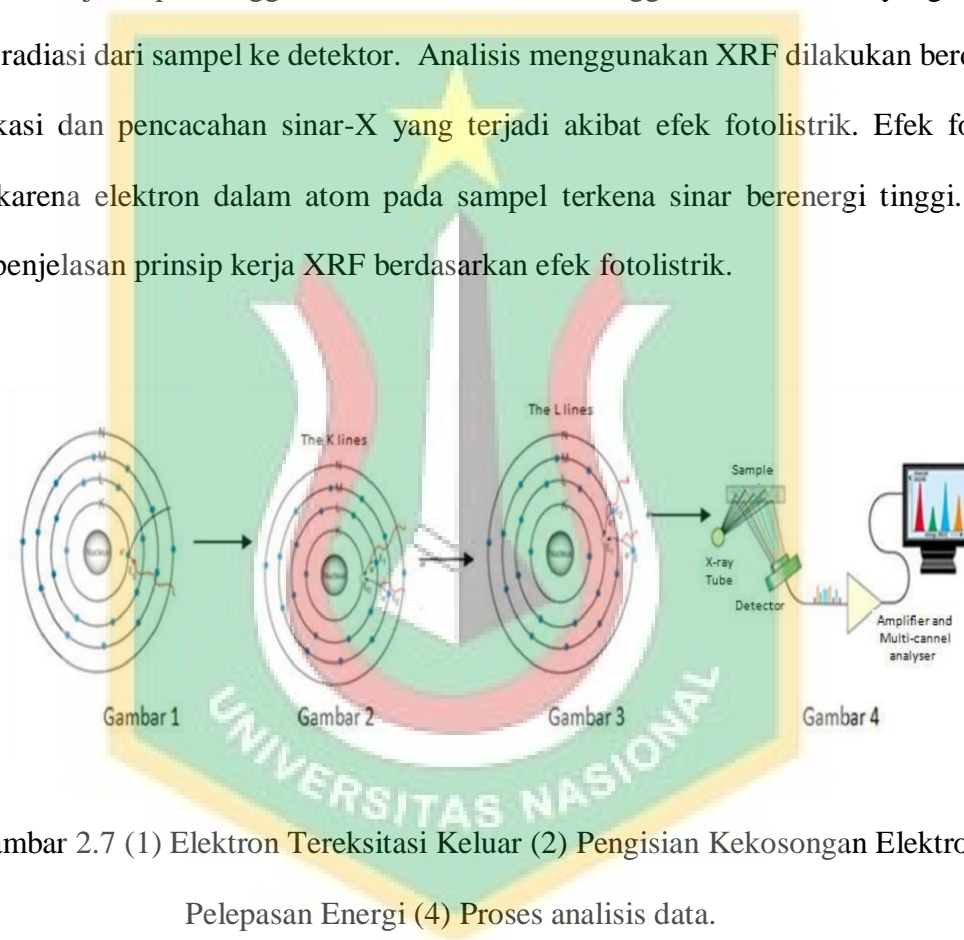 radiasi dari sampel ke detektor. Analisis menggunakan XRF dilakukan
kasi dan pencacahan sinar-X yang terjadi akibat efek fotolistrik. Efek
karena elektron dalam atom pada sampel terkena sinar berenergi tinggi.
penjelasan prinsip kerja XRF berdasarkan efek fotolistrik.
The K lines
The L lines
N
M
L
K
N
M
N
M
Nucleus
Sample
X-ray
Tube
Detector
Amplifier and
Multi-cannel
analyser
Gambar 1
Gambar 2
Gambar 3
Gambar 4
UNIVERSITAS NASIONAL
ambar 2.7 (1) Elektron Tereksitasi Keluar (2) Pengisian Kekosongan Elektro
Pelepasan Energi (4) Proses analisis data.